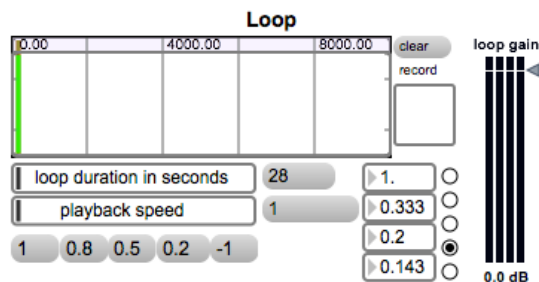 Loop
0.00 4000.00 8000.00 clear loop gain
record
loop duration in seconds 28 1.
playback speed 1 0.333
1 0.8 0.5 0.2 -1 0.2
0.143
0.0 dB